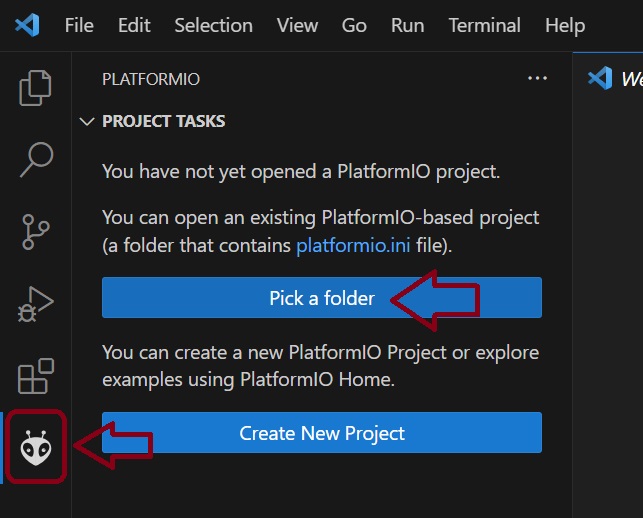 File Edit Selection View Go Run Terminal Help
PLATFORMIO
We
PROJECT TASKS
You have not yet opened a PlatformIO project.
You can open an existing PlatformIO-based project
(a folder that contains platformio.ini file).
Pick a folder
You can create a new PlatformIO Project or explore
examples using PlatformIO Home.
Create New Project